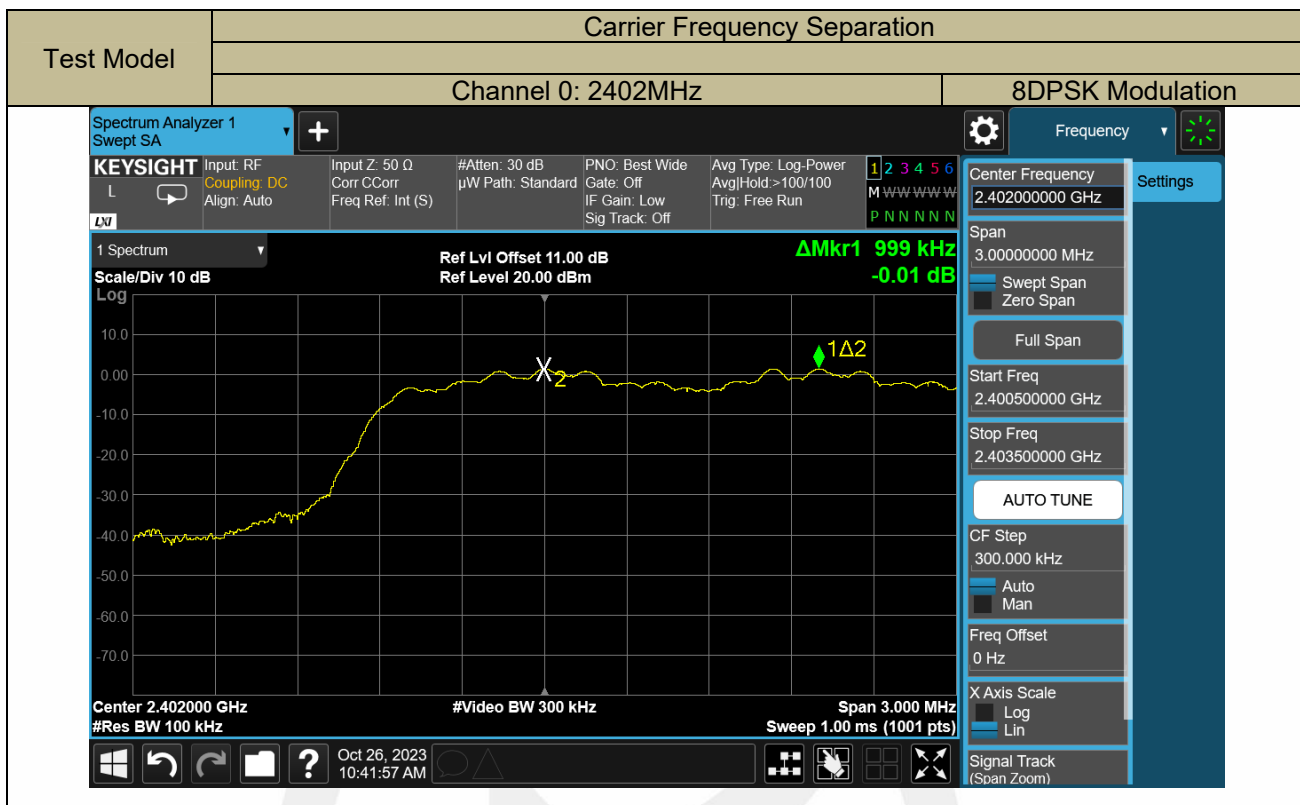 Test Model
Carrier Frequency Separation
Channel 0: 2402MHz
8DPSK Modulation
Spectrum Analyzer 1
Swept SA
Frequency
KEYSIGHT
L
LXI
Input: RF
Coupling: DC
Align: Auto
Input Z: 50 Ω
Corr CCorr
Freq Ref: Int (S)
#Atten: 30 dB
µW Path: Standard
PNO: Best Wide
Gate: Off
IF Gain: Low
Sig Track: Off
Avg Type: Log-Power
Avg|Hold:>100/100
Trig: Free Run
1 2 3 4 5 6
M W W W W W
P N N N N N
1 Spectrum
Scale/Div 10 dB
Ref Lvl Offset 11.00 dB
Ref Level 20.00 dBm
ΔMkr1 999 kHz
-0.01 dB
Log
10.0
0.00
-10.0
-20.0
-30.0
-40.0
-50.0
-60.0
-70.0
X2
1Δ2
Center 2.402000 GHz
#Res BW 100 kHz
#Video BW 300 kHz
Span 3.000 MHz
Sweep 1.00 ms (1001 pts)
Oct 26, 2023
10:41:57 AM
Center Frequency
2.402000000 GHz
Settings
Span
3.00000000 MHz
Swept Span
Zero Span
Full Span
Start Freq
2.400500000 GHz
Stop Freq
2.403500000 GHz
AUTO TUNE
CF Step
300.000 kHz
Auto
Man
Freq Offset
0 Hz
X Axis Scale
Log
Lin
Signal Track
(Span Zoom)